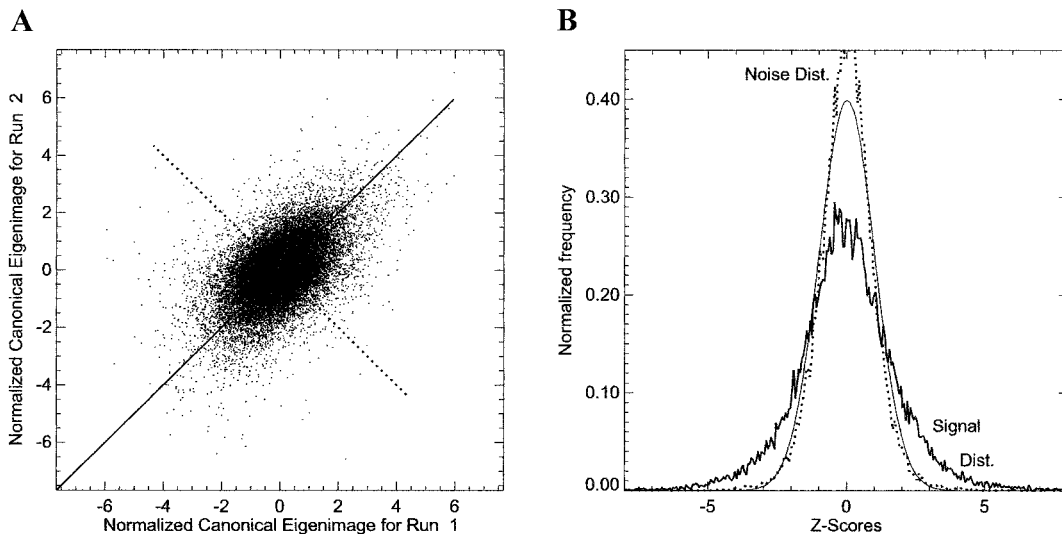 A
Normalized Canonical Eigenimage for Run 2
6
4
2
0
-2
-4
-6
-6 -4 -2 0 2 4 6
Normalized Canonical Eigenimage for Run 1
B
Normalized frequency
0.40
0.30
0.20
0.10
0.00
Noise Dist.
Signal
Dist.
-5 0 5
Z-Scores